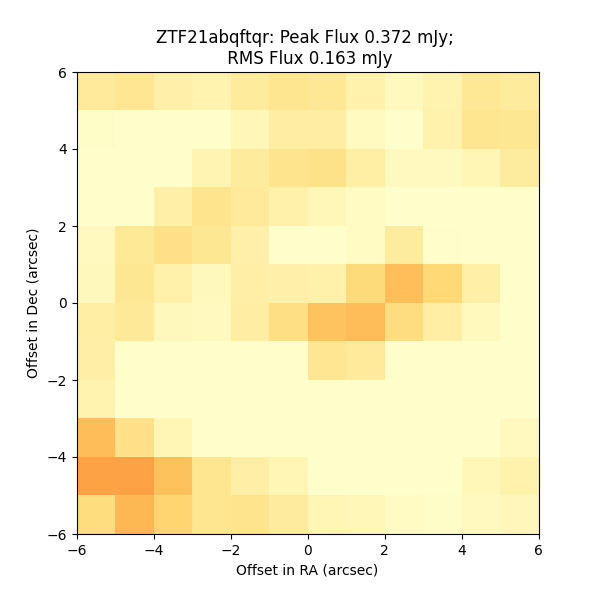 ZTF21abqftqr: Peak Flux 0.372 mJy;
RMS Flux 0.163 mJy
6
4
2
0
−2
−4
−6
Offset in Dec (arcsec)
−6 −4 −2 0 2 4 6
Offset in RA (arcsec)